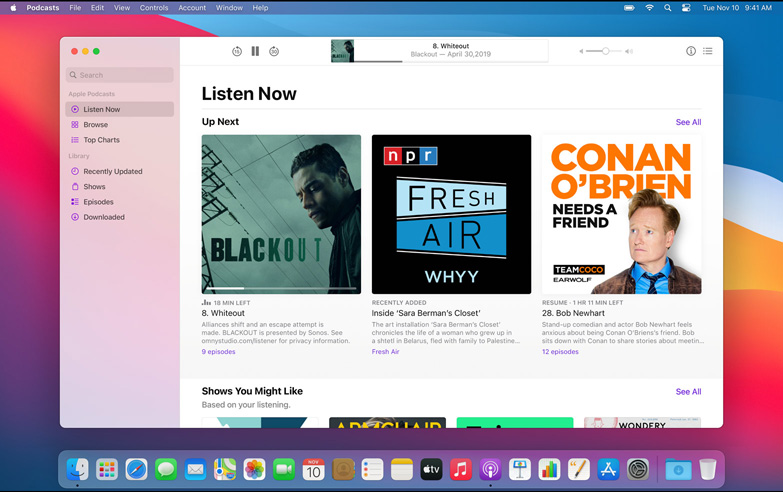 Podcasts File Edit View Controls Account Window Help Tue Nov 10 9:41 AM
15 30
8. Whiteout
Blackout — April 30,2019
Search
Apple Podcasts
Listen Now
Browse
Top Charts
Library
Recently Updated
Shows
Episodes
Downloaded
Listen Now
Up Next See All
BLACKOUT
npr
FRESH
AIR
WHYY
CONAN
O'BRIEN
NEEDS A
FRIEND
TEAMCOCO
EARWOLF
18 MIN LEFT
8. Whiteout
Alliances shift and an escape attempt is
made. BLACKOUT is presented by Sonos. See
omnystudio.com/listener for privacy information.
9 episodes
RECENTLY ADDED
Inside 'Sara Berman's Closet'
The art installation 'Sara Berman's Closet'
chronicles the life of a woman who grew up in
a shtetl in Belarus, fled with family to Palestine...
Fresh Air
RESUME · 1 HR 11 MIN LEFT
28. Bob Newhart
Stand-up comedian and actor Bob Newhart feels
anxious about being Conan O'Briens's friend. Bob
sits down with Conan to share stories about meetin...
12 episodes
Shows You Might Like See All
Based on your listening.
ARMCHAIR
WONDERY
NOV
10
tv